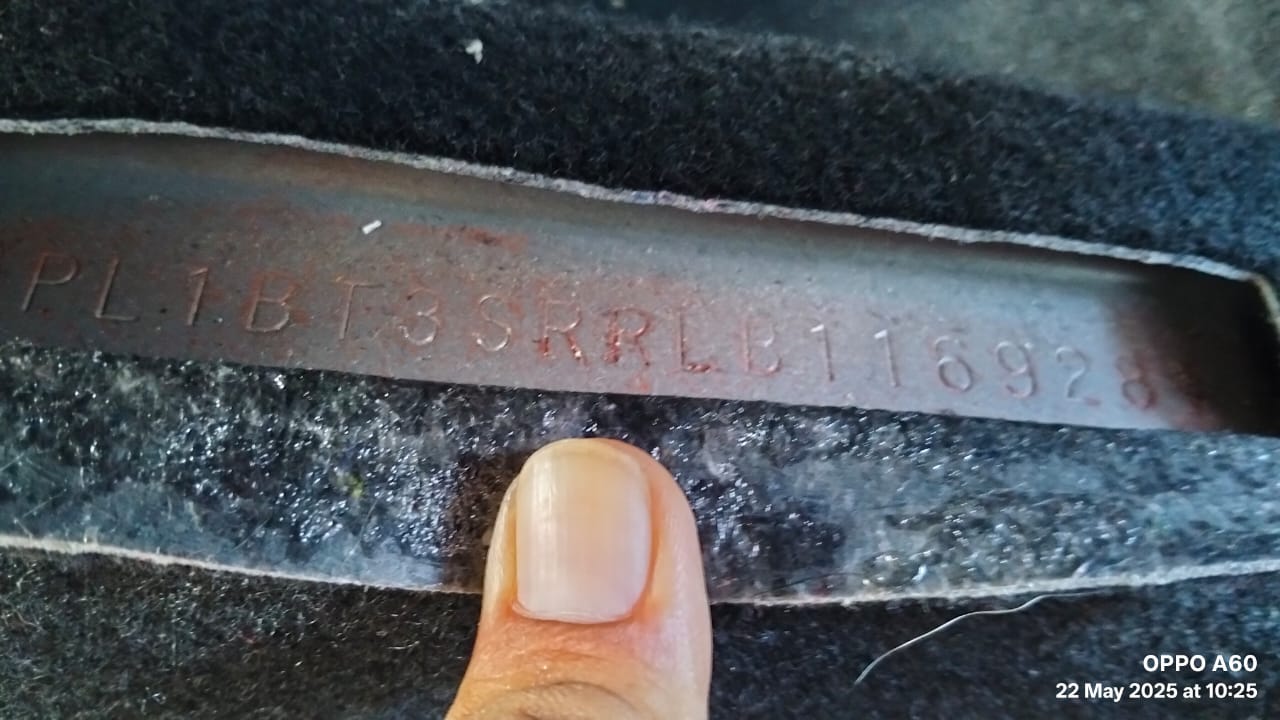 PL1BT3SRRLB116928
OPPO A60
22 May 2025 at 10:25